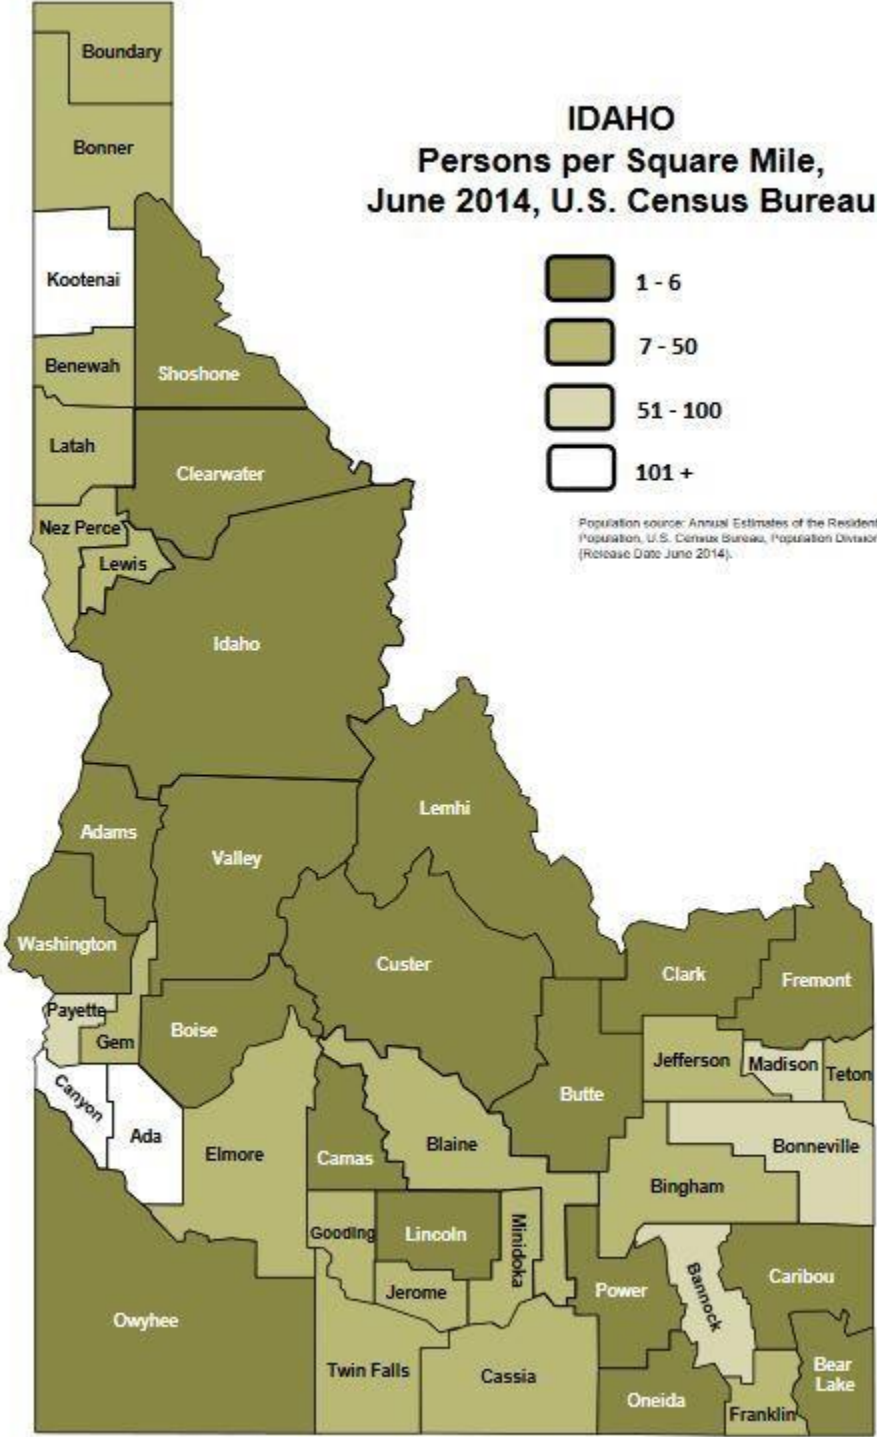 IDAHO
Persons per Square Mile,
June 2014, U.S. Census Bureau
1 - 6
7 - 50
51 - 100
101 +
Population source: Annual Estimates of the Resident
Population, U.S. Census Bureau, Population Division
(Release Date June 2014).
Boundary
Bonner
Kootenai
Benewah
Shoshone
Latah
Clearwater
Nez Perce
Lewis
Idaho
Lemhi
Adams
Valley
Washington
Custer
Clark
Fremont
Payette
Boise
Gem
Jefferson
Madison
Teton
Canyon
Butte
Ada
Elmore
Camas
Blaine
Bonneville
Bingham
Gooding
Lincoln
Minidoka
Jerome
Power
Bannock
Caribou
Owyhee
Twin Falls
Cassia
Oneida
Bear
Lake
Franklin